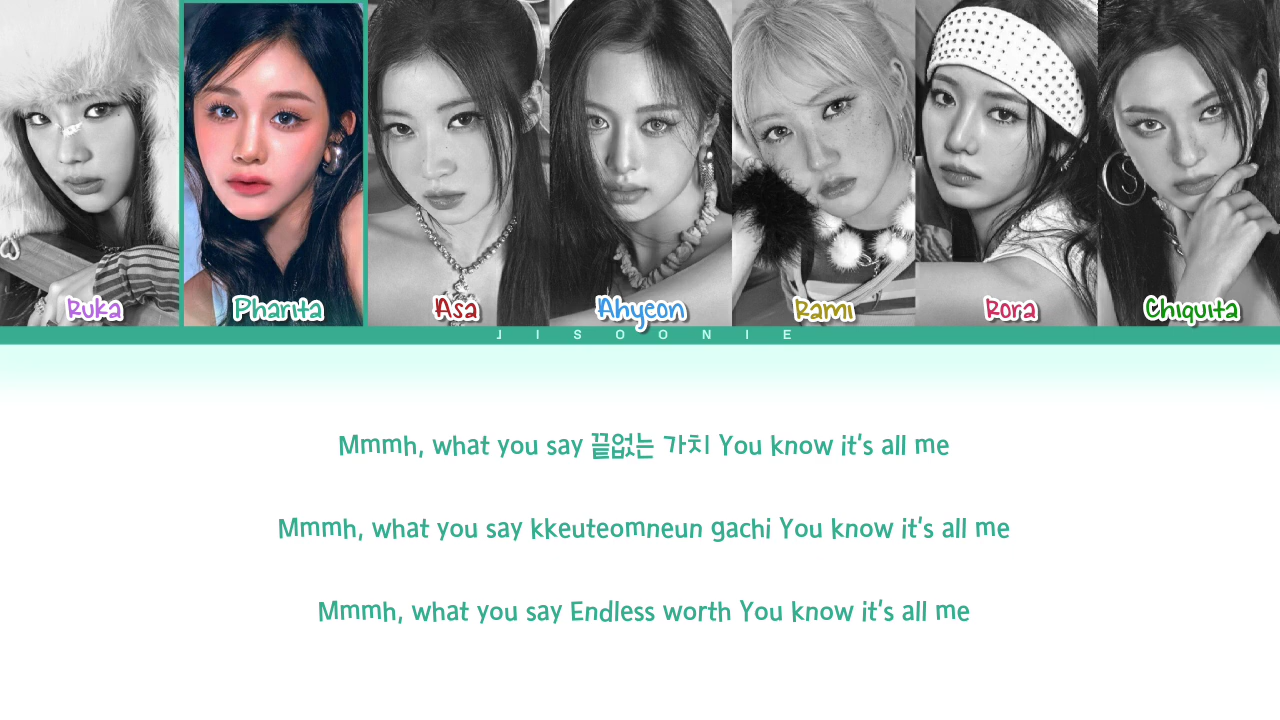 Ruka Pharita Asa Ahyeon Rami Rora Chiquita
JISOONIE
Mmmh, what you say 끝없는 가치 You know it's all me
Mmmh, what you say kkeuteomneun gachi You know it's all me
Mmmh, what you say Endless worth You know it's all me